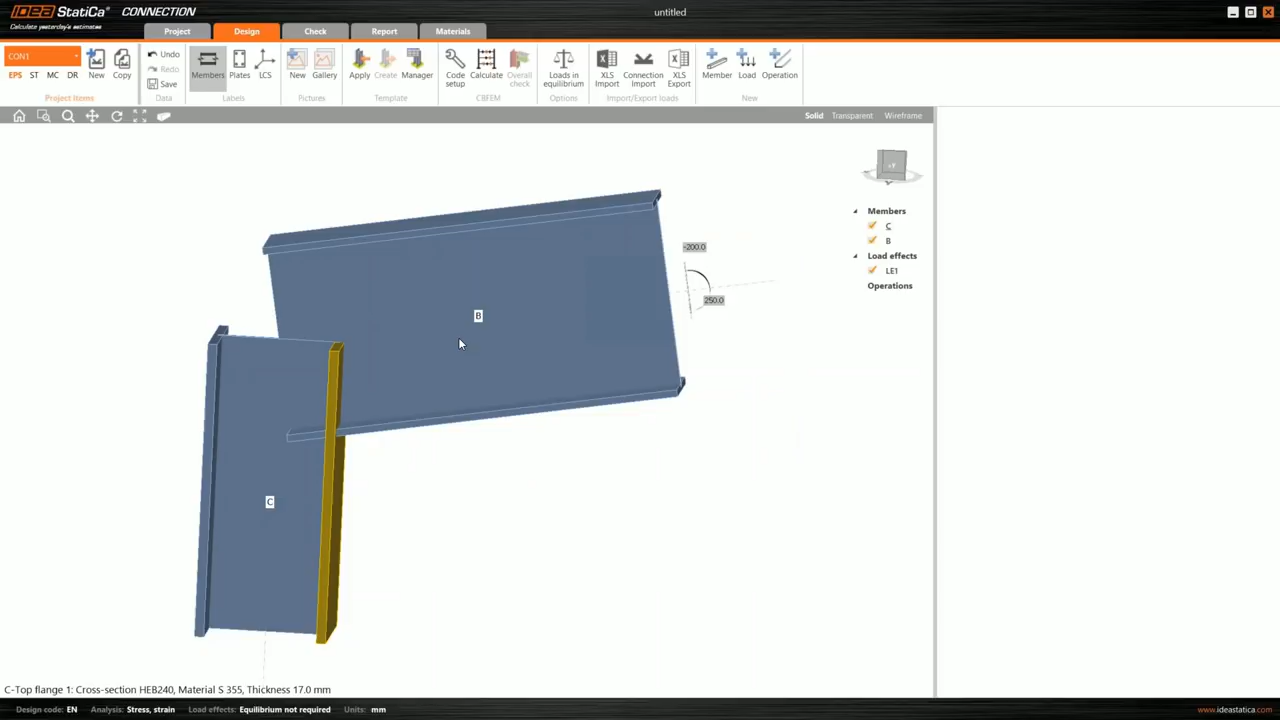 IDEA StatiCa® CONNECTION
Calculate yesterday's estimates
untitled
Project Design Check Report Materials
CON1
EPS ST MC DR
New Copy
Undo
Redo
Save
Members Plates LCS
New Gallery
Apply Create Manager
Code setup Calculate Overall check
Loads in equilibrium
XLS Import Connection Import XLS Export
Member Load Operation
Project Items Data Labels Pictures Template CBFEM Options Import/Export loads New
Solid Transparent Wireframe
-Y
Members
C
B
Load effects
LE1
Operations
-200.0
250.0
B
C
C-Top flange 1: Cross-section HEB240, Material S 355, Thickness 17.0 mm
Design code: EN Analysis: Stress, strain Load effects: Equilibrium not required Units: mm
www.ideastatica.com